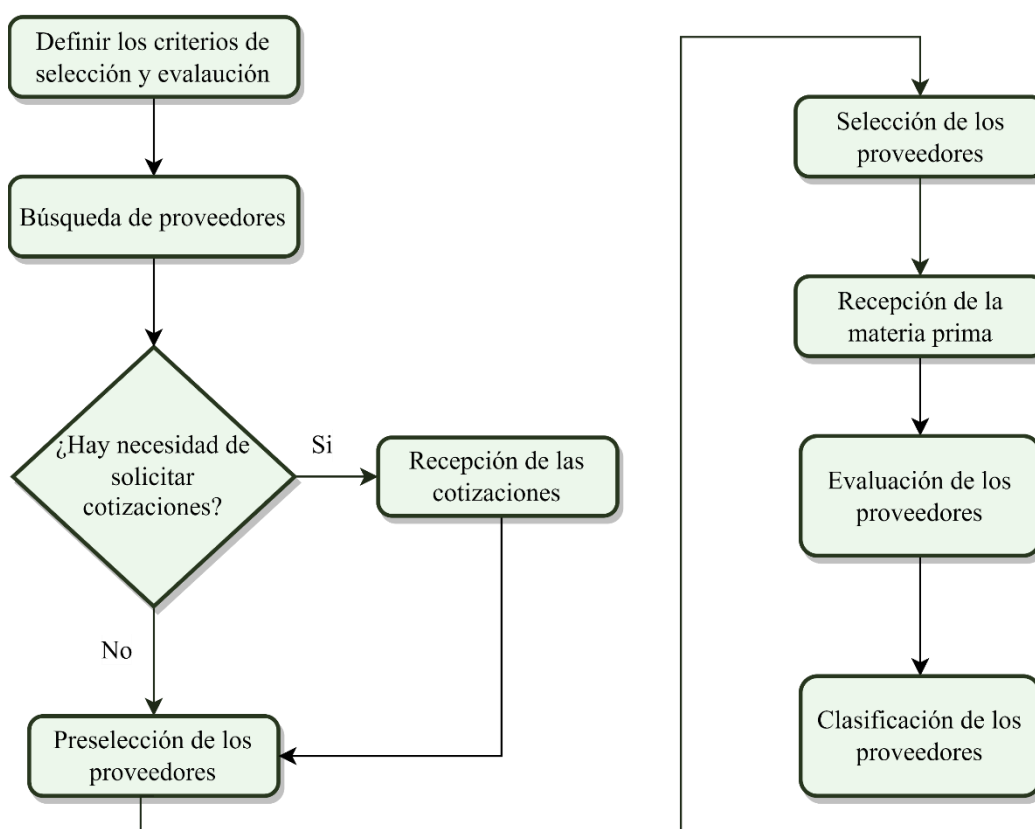 Definir los criterios de
selección y evalaución
Búsqueda de proveedores
¿Hay necesidad de
solicitar
cotizaciones?
Si
Recepción de las
cotizaciones
No
Preselección de los
proveedores
Selección de los
proveedores
Recepción de la
materia prima
Evaluación de los
proveedores
Clasificación de los
proveedores